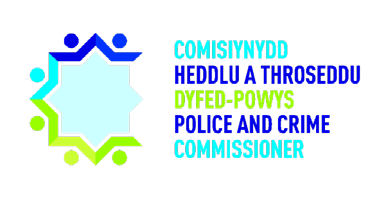 COMISIYNYDD
HEDDLU A THROSEDDU
DYFED-POWYS
POLICE AND CRIME
COMMISSIONER